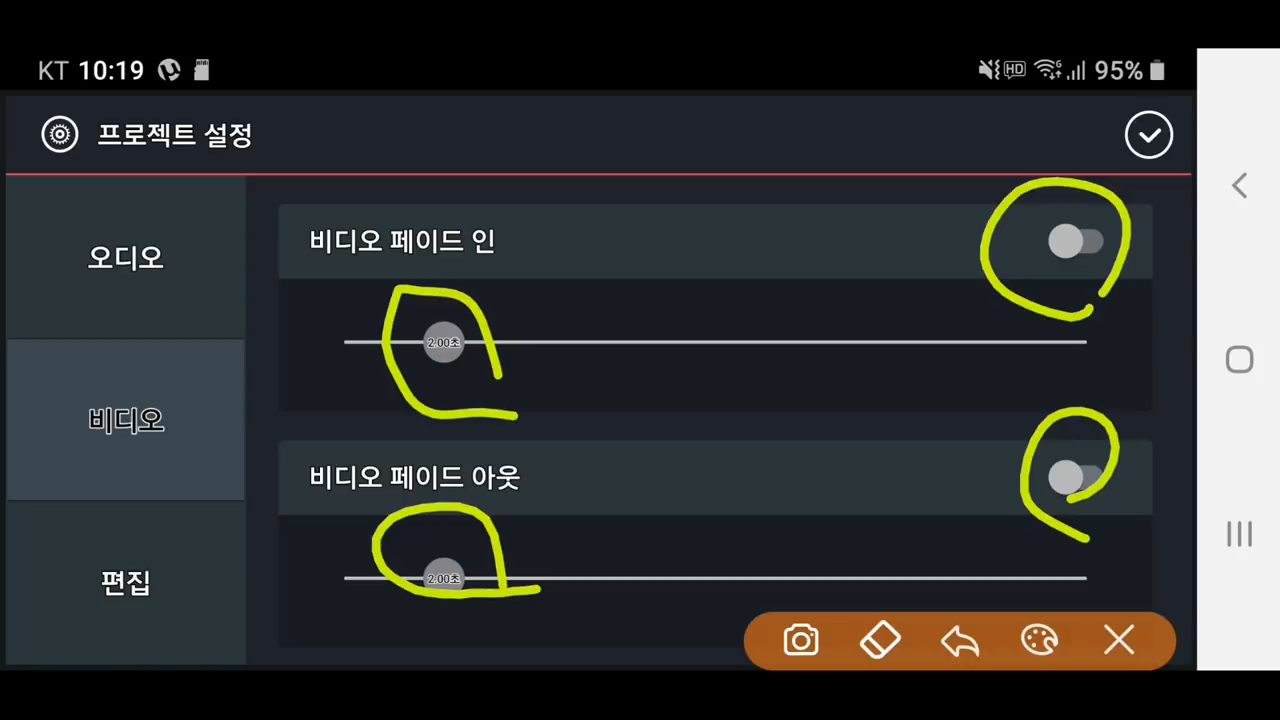 KT 10:19 HD 95%
프로젝트 설정
오디오
비디오
편집
비디오 페이드 인
2.00초
비디오 페이드 아웃
2.00초